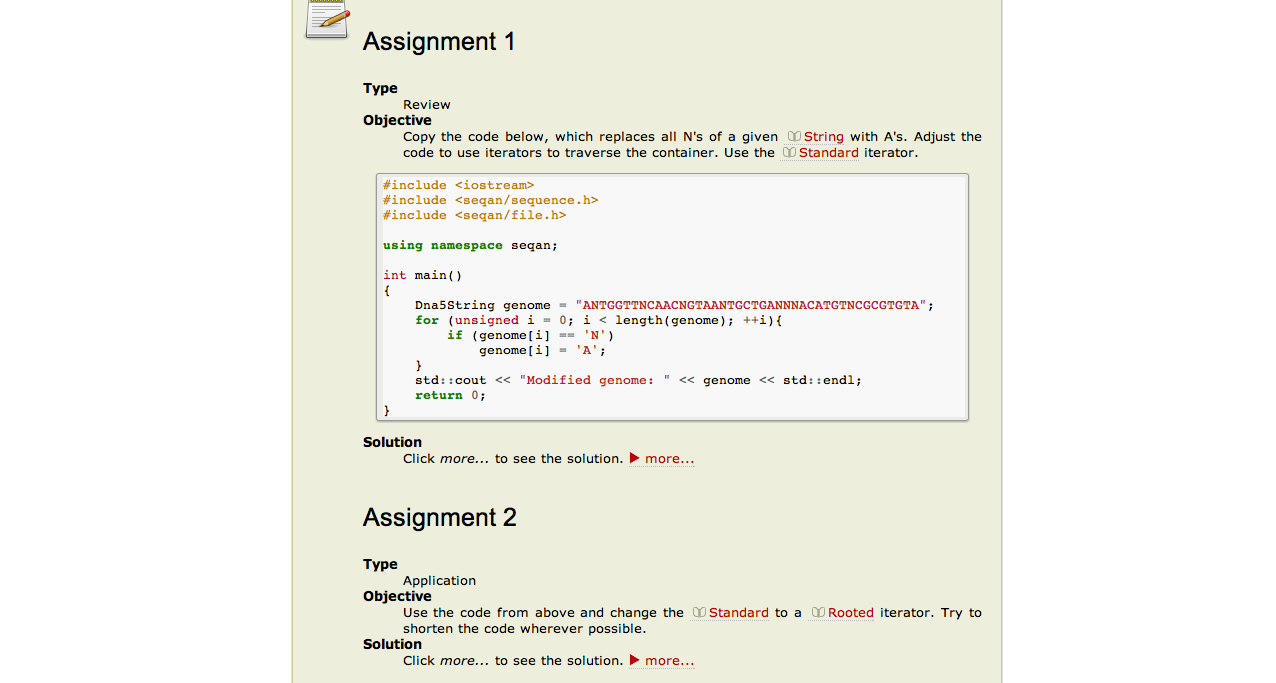 Assignment 1
Type
Review
Objective
Copy the code below, which replaces all N's of a given String with A's. Adjust the
code to use iterators to traverse the container. Use the Standard iterator.
#include <iostream>
#include <seqan/sequence.h>
#include <seqan/file.h>
using namespace seqan;
int main()
{
Dna5String genome = "ANTGGTTNCAACNGTAANTGCTGANNNACATGTNCGCGTGTA";
for (unsigned i = 0; i < length(genome); ++i){
if (genome[i] == 'N')
genome[i] = 'A';
}
std::cout << "Modified genome: " << genome << std::endl;
return 0;
}
Solution
Click more... to see the solution. ▶ more...
Assignment 2
Type
Application
Objective
Use the code from above and change the Standard to a Rooted iterator. Try to
shorten the code wherever possible.
Solution
Click more... to see the solution. ▶ more...